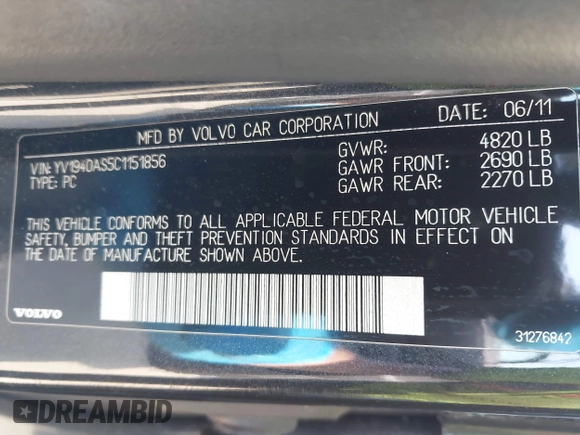 MFD BY VOLVO CAR CORPORATION DATE: 06/11
VIN: YV1940AS5C1151856 GVWR: 4820 LB
TYPE: PC GAWR FRONT: 2690 LB
GAWR REAR: 2270 LB
THIS VEHICLE CONFORMS TO ALL APPLICABLE FEDERAL MOTOR VEHICLE
SAFETY, BUMPER AND THEFT PREVENTION STANDARDS IN EFFECT ON
THE DATE OF MANUFACTURE SHOWN ABOVE.
VOLVO 31276842
DREAMBID